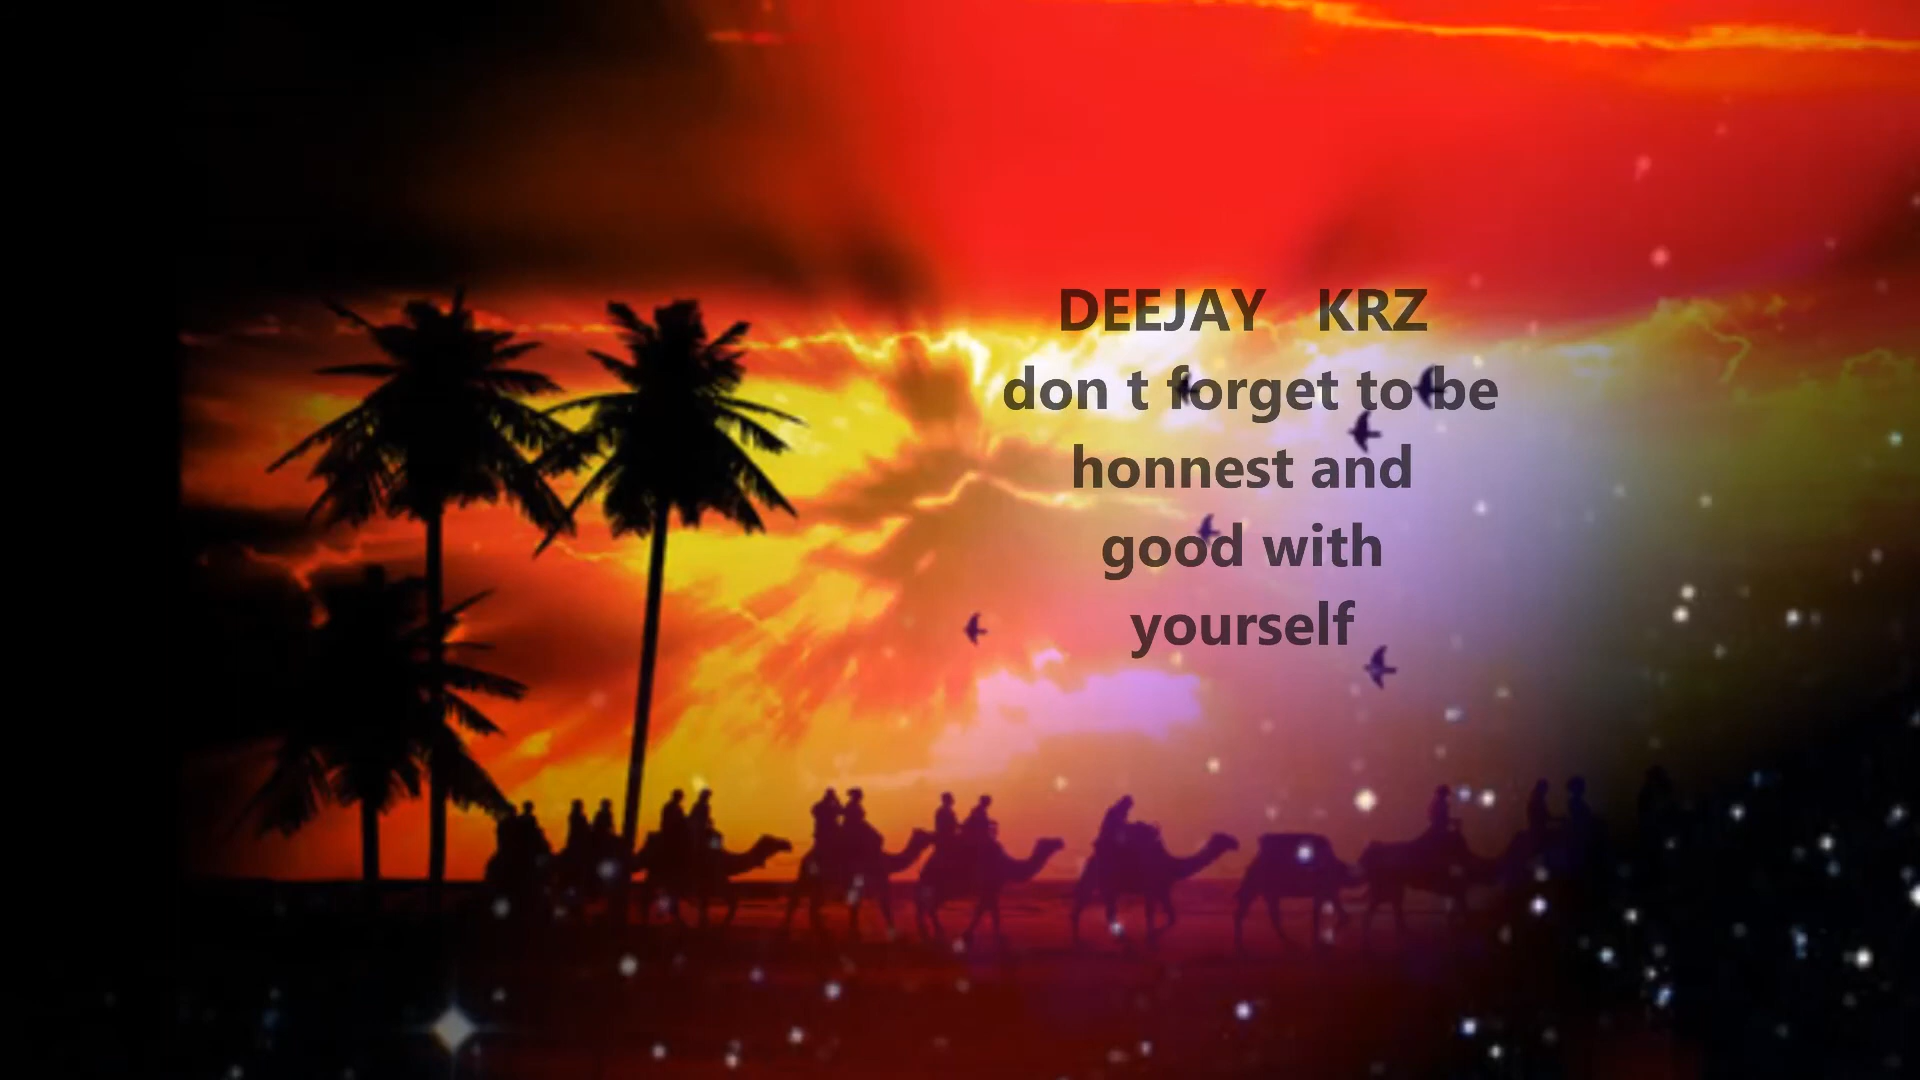 DEEJAY KRZ
don t forget to be
honnest and
good with
yourself